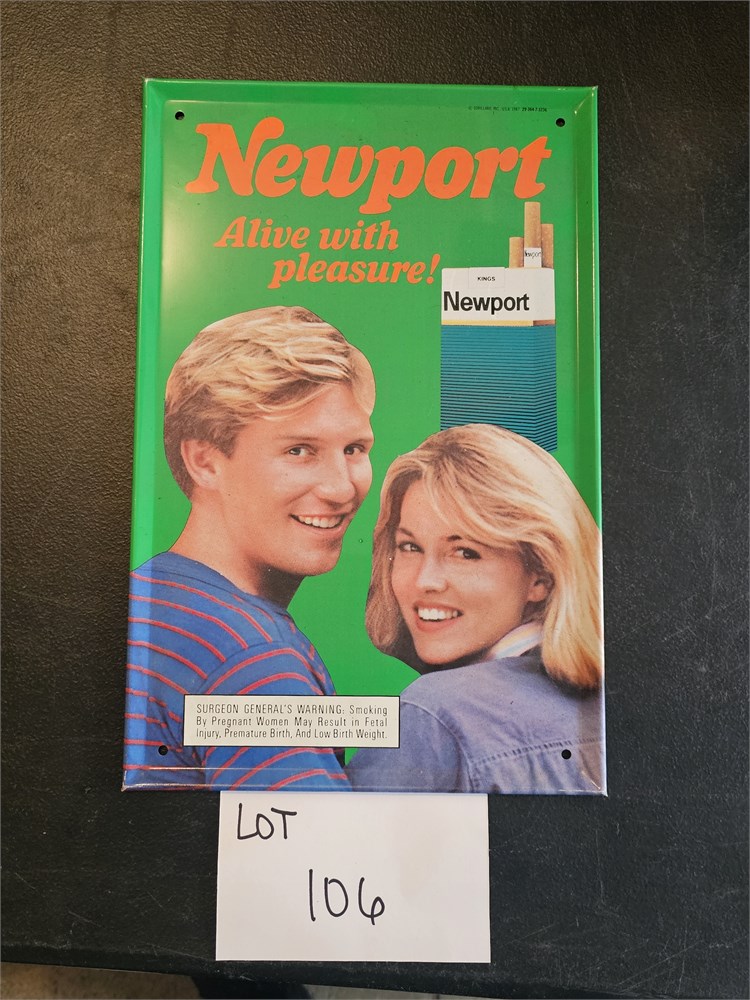 Newport
Alive with
pleasure!
KINGS
Newport
Newport
SURGEON GENERAL'S WARNING: Smoking
By Pregnant Women May Result in Fetal
Injury, Premature Birth, And Low Birth Weight.
LOT
106